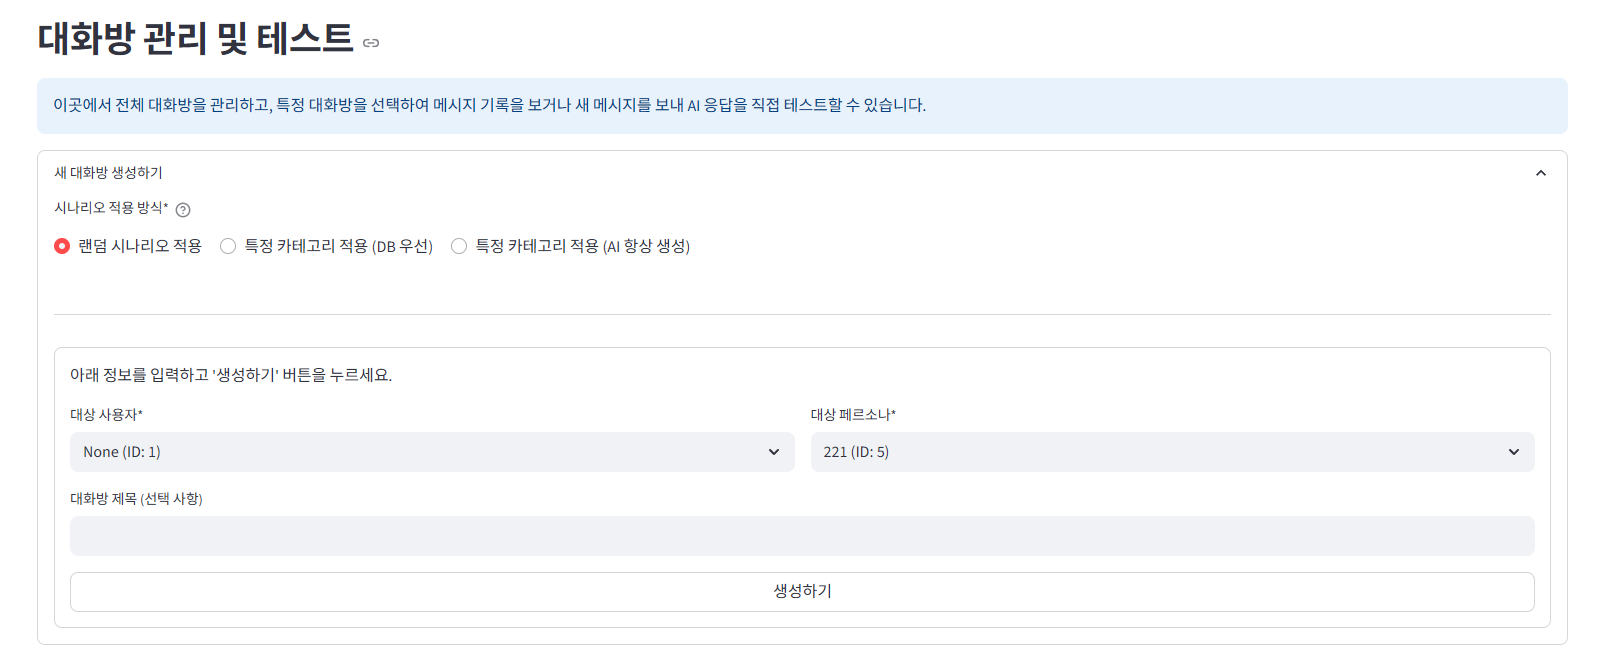 대화방 관리 및 테스트
이곳에서 전체 대화방을 관리하고, 특정 대화방을 선택하여 메시지 기록을 보거나 새 메시지를 보내 AI 응답을 직접 테스트할 수 있습니다.
새 대화방 생성하기
시나리오 적용 방식*
랜덤 시나리오 적용 특정 카테고리 적용 (DB 우선) 특정 카테고리 적용 (AI 항상 생성)
아래 정보를 입력하고 '생성하기' 버튼을 누르세요.
대상 사용자* 대상 페르소나*
None (ID: 1) 221 (ID: 5)
대화방 제목 (선택 사항)
생성하기